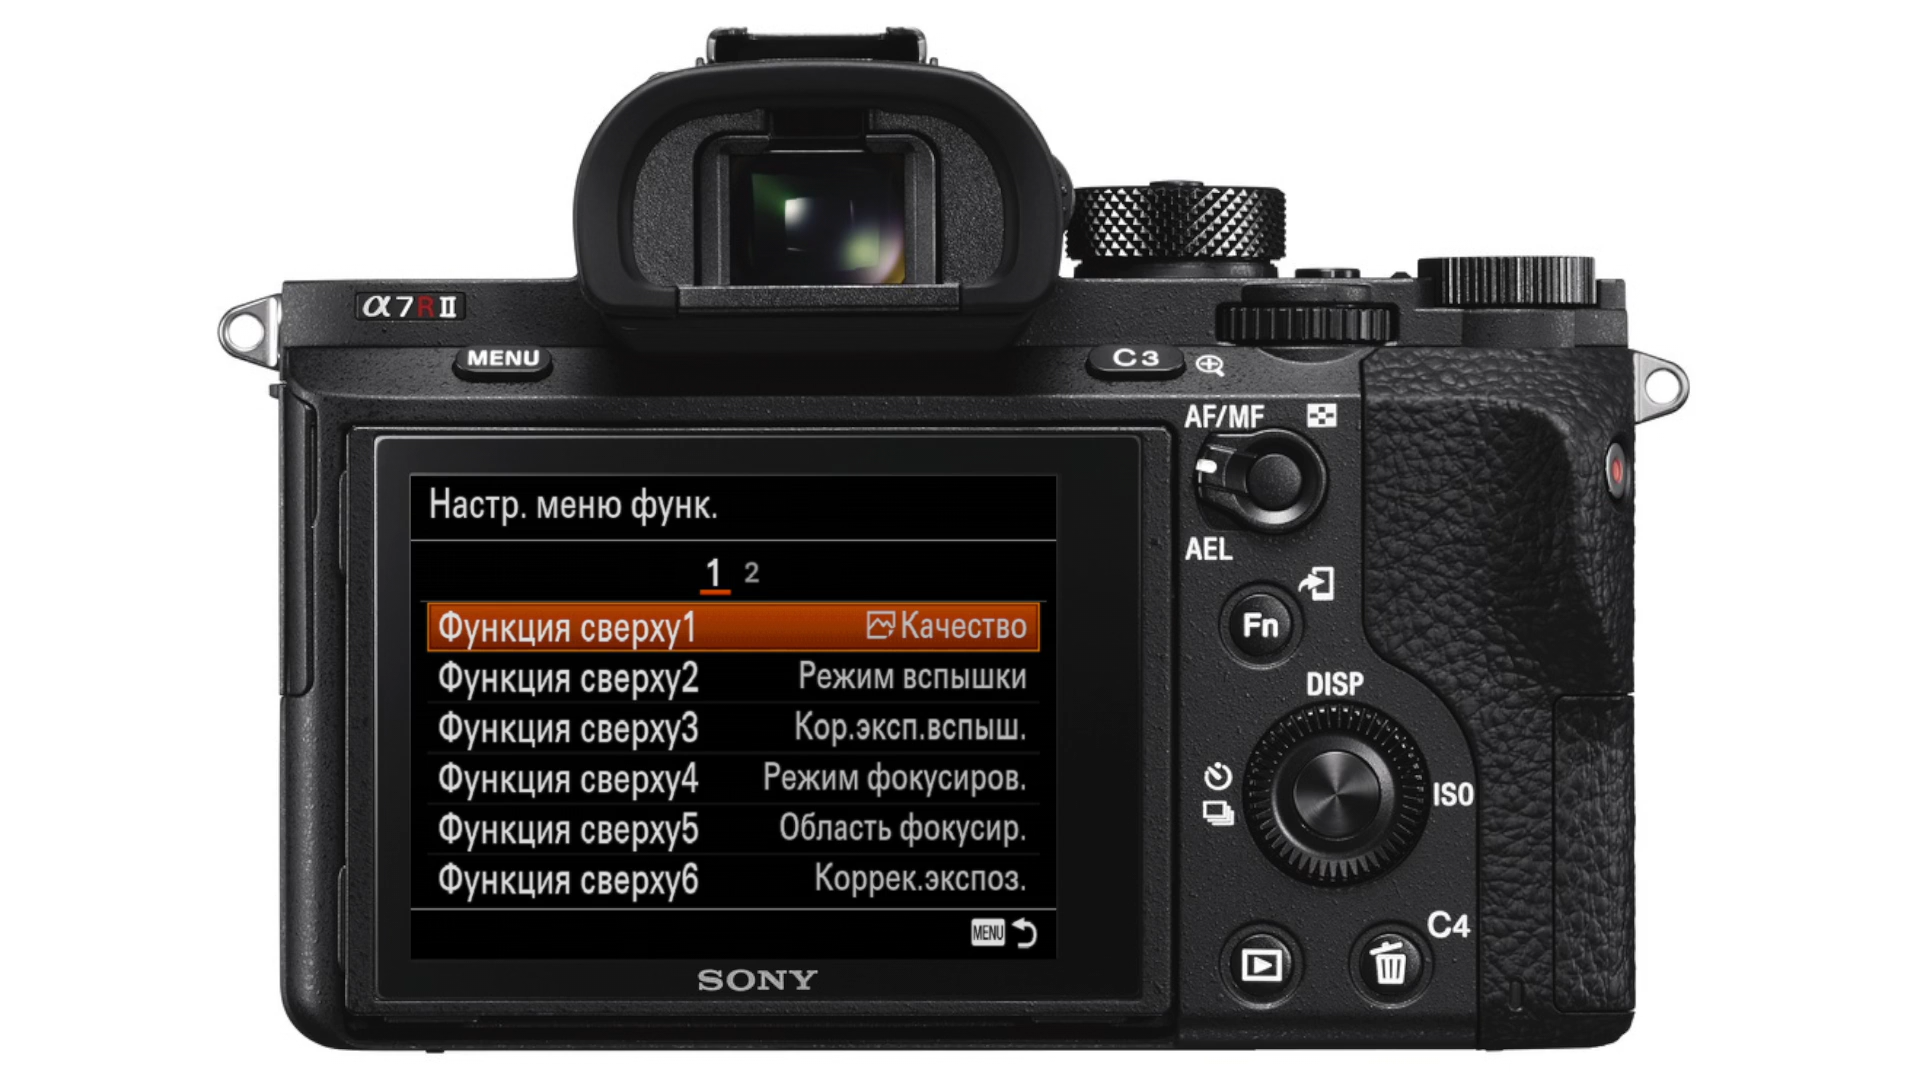 α7RII
MENU
C3
AF/MF
AEL
Fn
DISP
ISO
C4
Настр. меню функ.
1 2
Функция сверху1 Качество
Функция сверху2 Режим вспышки
Функция сверху3 Кор.эксп.вспыш.
Функция сверху4 Режим фокусиров.
Функция сверху5 Область фокусир.
Функция сверху6 Коррек.экспоз.
MENU
SONY